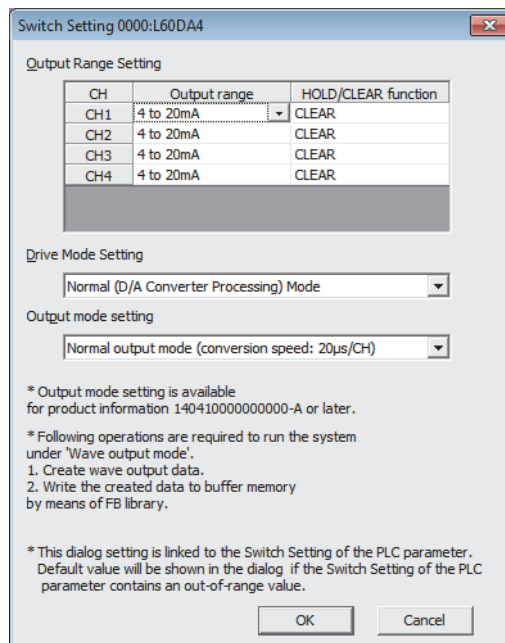 Switch Setting 0000:L60DA4
Output Range Setting
CH Output range HOLD/CLEAR function
CH1 4 to 20mA CLEAR
CH2 4 to 20mA CLEAR
CH3 4 to 20mA CLEAR
CH4 4 to 20mA CLEAR
Drive Mode Setting
Normal (D/A Converter Processing) Mode
Output mode setting
Normal output mode (conversion speed: 20µs/CH)
* Output mode setting is available
for product information 140410000000000-A or later.
* Following operations are required to run the system
under 'Wave output mode'.
1. Create wave output data.
2. Write the created data to buffer memory
by means of FB library.
* This dialog setting is linked to the Switch Setting of the PLC parameter.
Default value will be shown in the dialog if the Switch Setting of the PLC
parameter contains an out-of-range value.
OK Cancel